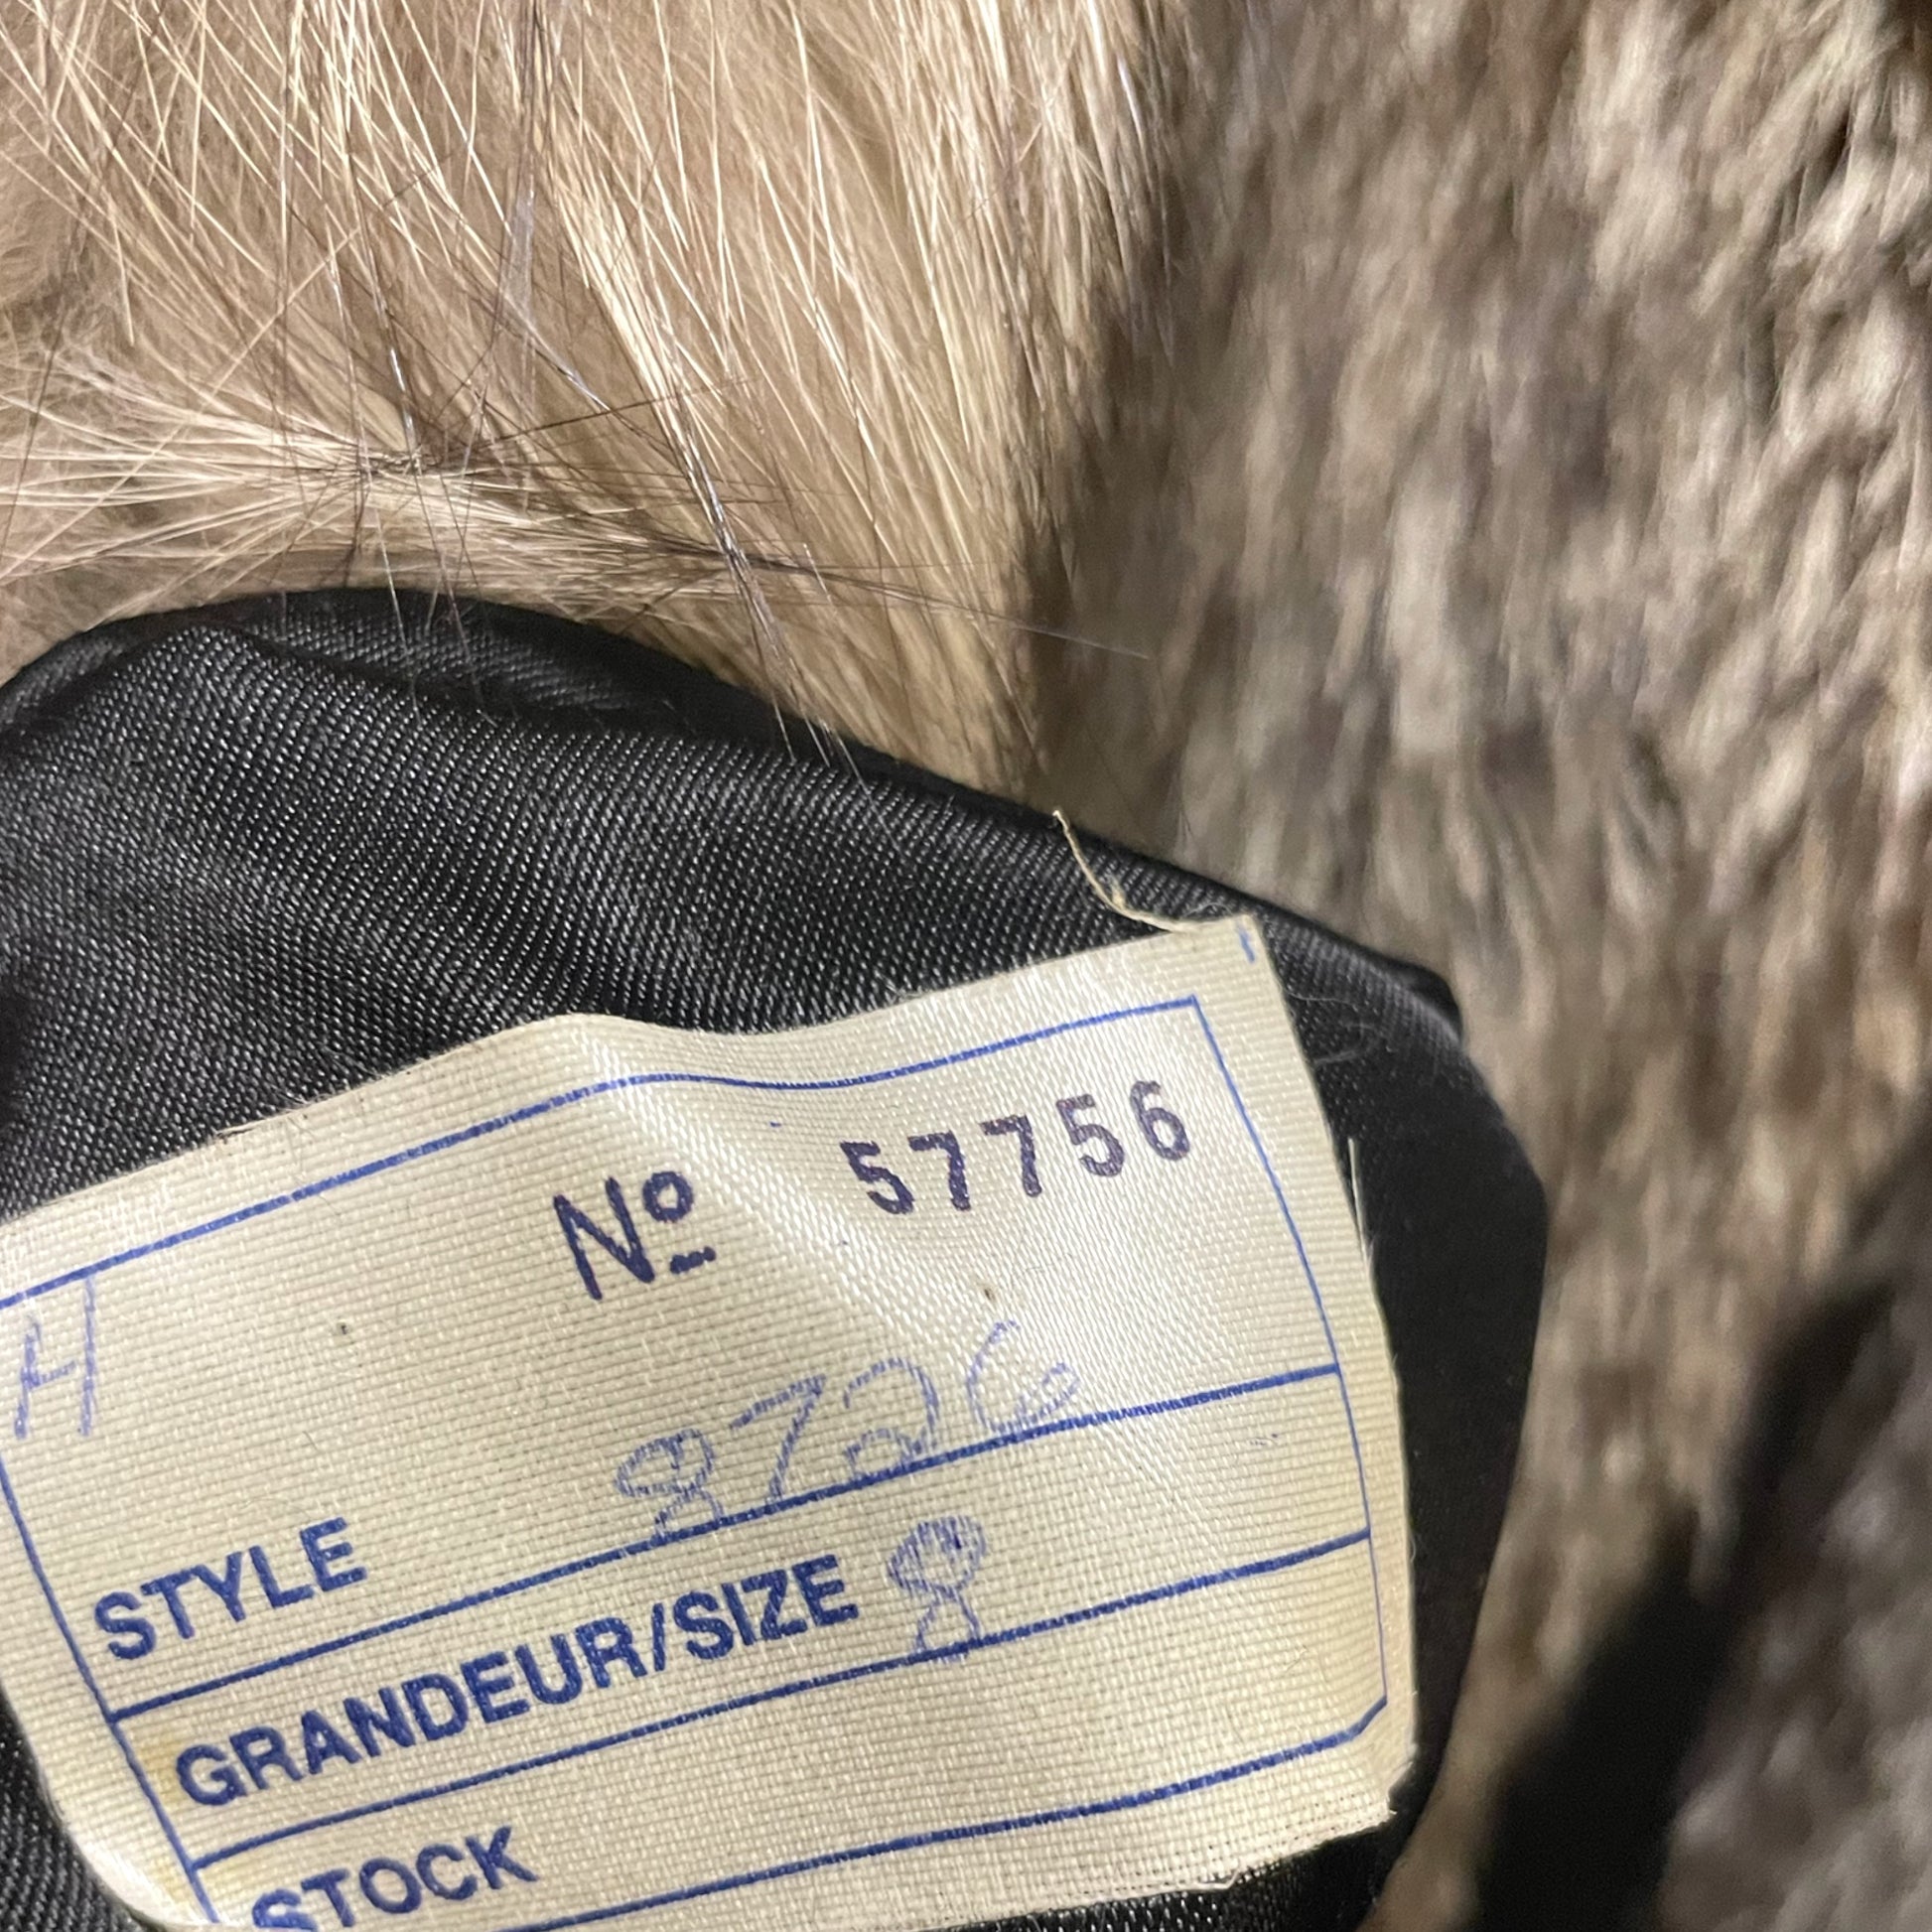 Nº 57756
H
STYLE 8726
GRANDEUR/SIZE 8
STOCK